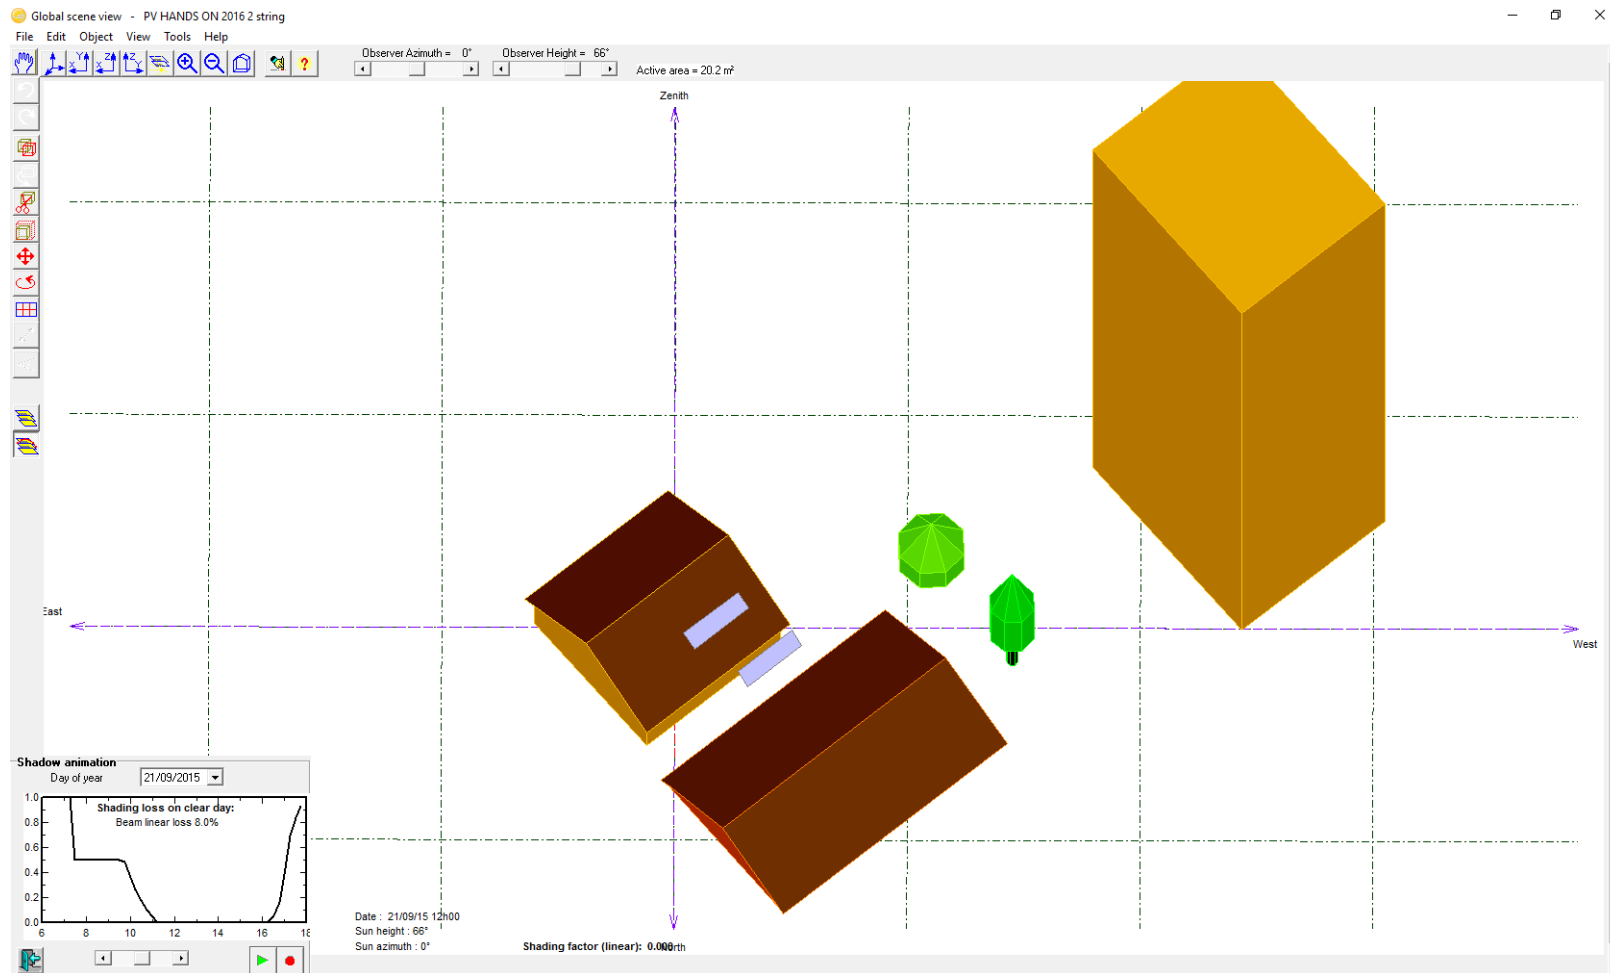 Global scene view - PV HANDS ON 2016 2 string
File Edit Object View Tools Help
Observer Azimuth = 0° Observer Height = 66°
Active area = 20.2 m²
Zenith
East
West
Shadow animation
Day of year 21/09/2015
Shading loss on clear day:
Beam linear loss 8.0%
1.0
0.8
0.6
0.4
0.2
0.0
6 8 10 12 14 16 18
Date : 21/09/15 12h00
Sun height : 66°
Sun azimuth : 0°
Shading factor (linear): 0.000